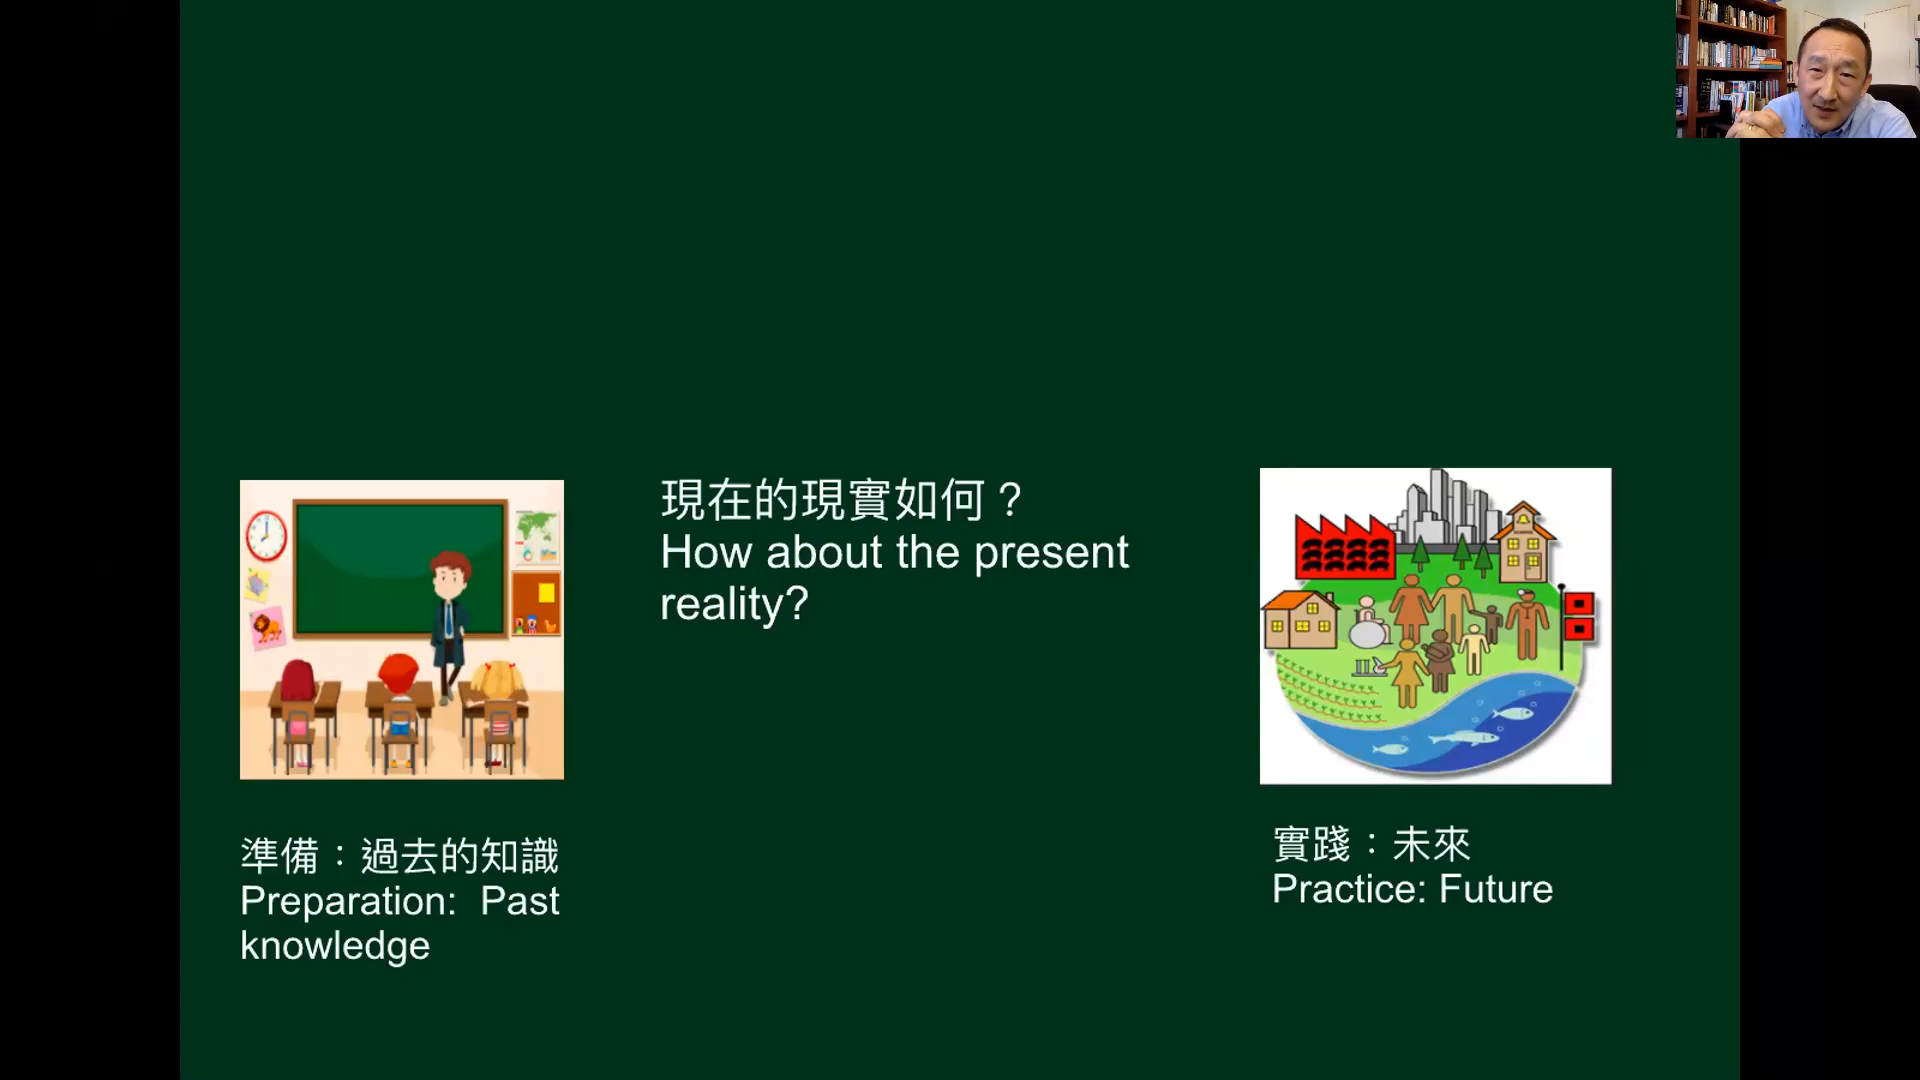 現在的現實如何？
How about the present
reality?
準備：過去的知識
Preparation:  Past
knowledge
實踐：未來
Practice: Future